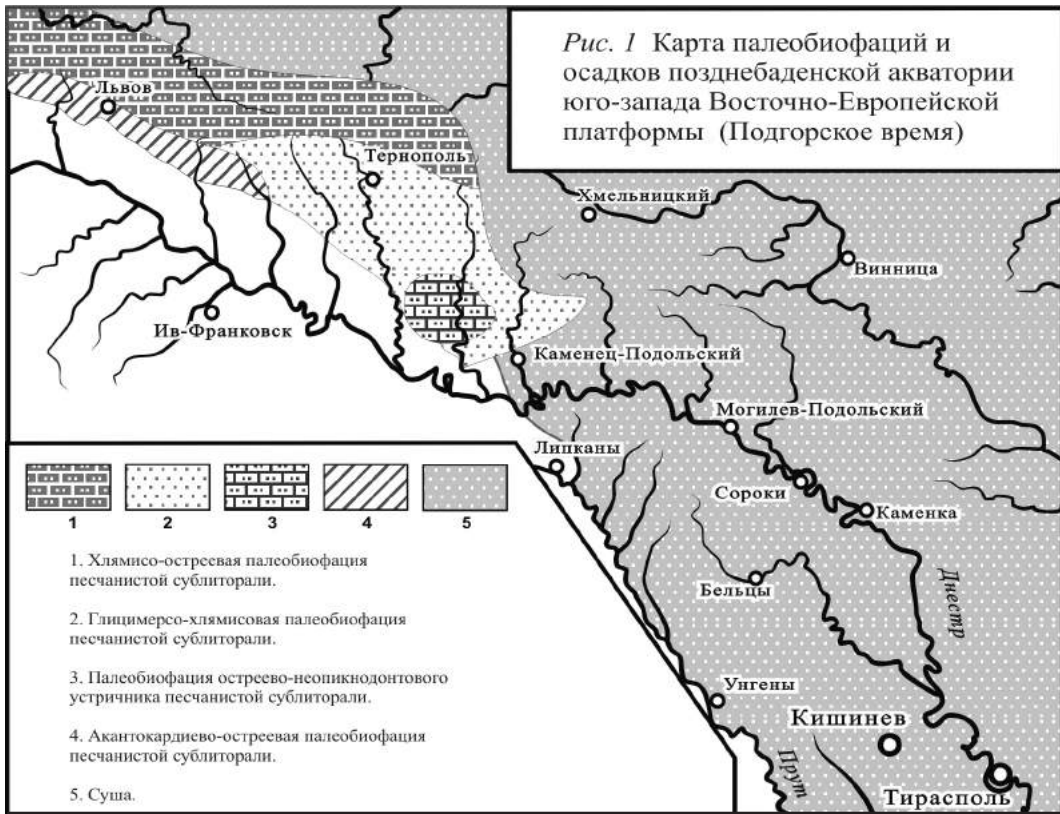 Рис. 1 Карта палеобиофаций и
осадков позднебаденской акватории
юго-запада Восточно-Европейской
платформы (Подгорское время)
Львов
Тернополь
Хмельницкий
Винница
Ив-Франковск
Каменец-Подольский
Могилев-Подольский
Липканы
Сороки
Каменка
Бельцы
Днестр
Унгены
Кишинев
Прут
Тирасполь
1 2 3 4 5
1. Хлямисо-остреевая палеобиофация
песчанистой сублиторали.
2. Глицимерсо-хлямисовая палеобиофация
песчанистой сублиторали.
3. Палеобиофация остреево-неопикнодонтового
устричника песчанистой сублиторали.
4. Акантокардиево-остреевая палеобиофация
песчанистой сублиторали.
5. Суша.